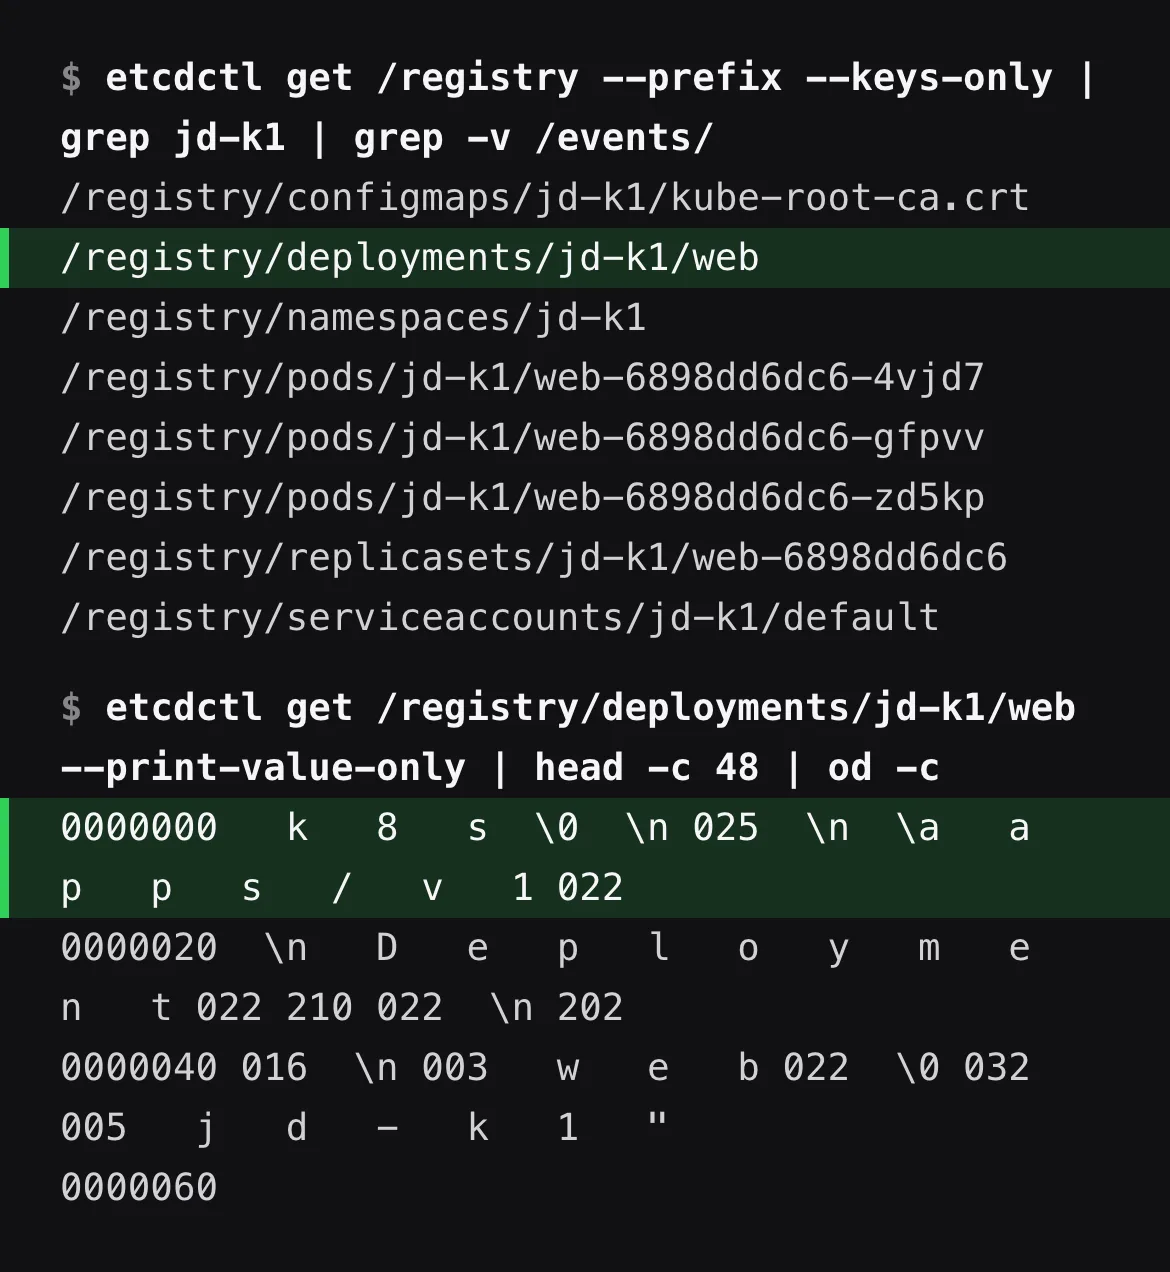 $ etcdctl get /registry --prefix --keys-only |
grep jd-k1 | grep -v /events/
/registry/configmaps/jd-k1/kube-root-ca.crt
/registry/deployments/jd-k1/web
/registry/namespaces/jd-k1
/registry/pods/jd-k1/web-6898dd6dc6-4vjd7
/registry/pods/jd-k1/web-6898dd6dc6-gfpvv
/registry/pods/jd-k1/web-6898dd6dc6-zd5kp
/registry/replicasets/jd-k1/web-6898dd6dc6
/registry/serviceaccounts/jd-k1/default
$ etcdctl get /registry/deployments/jd-k1/web
--print-value-only | head -c 48 | od -c
0000000   k   8   s  \0  \n 025  \n  \a   a
p   p   s   /   v   1 022
0000020  \n   D   e   p   l   o   y   m   e
n   t 022 210 022  \n 202
0000040 016  \n 003   w   e   b 022  \0 032
005   j   d   -   k   1   "
0000060